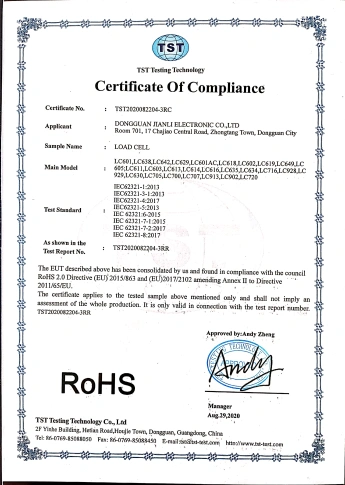 TST
TST Testing Technology
Certificate Of Compliance
Certificate No. : TST2020082204-3RC
Applicant : DONGGUAN JIANLI ELECTRONIC CO.,LTD
Room 701, 17 Chajiao Central Road, Zhongtang Town, Dongguan City
Sample Name : LOAD CELL
Main Model : LC601,LC638,LC642,LC629,LC601AC,LC618,LC602,LC619,LC649,LC
605;LC611,LC603,LC613,LC614,LC616,LC635,LC634,LC716,LC928,LC
929,LC630,LC705,LC700,LC707,LC913,LC902,LC720
Test Standard :
IEC62321-1:2013
IEC62321-3-1:2013
IEC62321-4:2017
IEC62321-5:2013
IEC 62321:6-2015
IEC 62321-7-1:2015
IEC 62321-7-2:2017
IEC 62321-8:2017
As shown in the
Test Report No. : TST2020082204-3RR
The EUT described above has been consolidated by us and found in compliance with the council
RoHS 2.0 Directive (EU) 2015/863 and (EU)2017/2102 amending Annex II to Directive
2011/65/EU.
The certificate applies to the tested sample above mentioned only and shall not imply an
assessment of the whole production. It is only valid in connection with the test report number.
TST2020082204-3RR
Approved by:Andy Zheng
Andy
RoHS
Manager
Aug.29,2020
TST Testing Technology Co., Ltd
2F Yinhe Building, Hetian Road,Houjie Town, Dongguan, Guangdong, China
Tel: 86-0769-85088050 Fax: 86-0769-85088450 E-mail:tst@tst-test.com http://www.tst-test.com